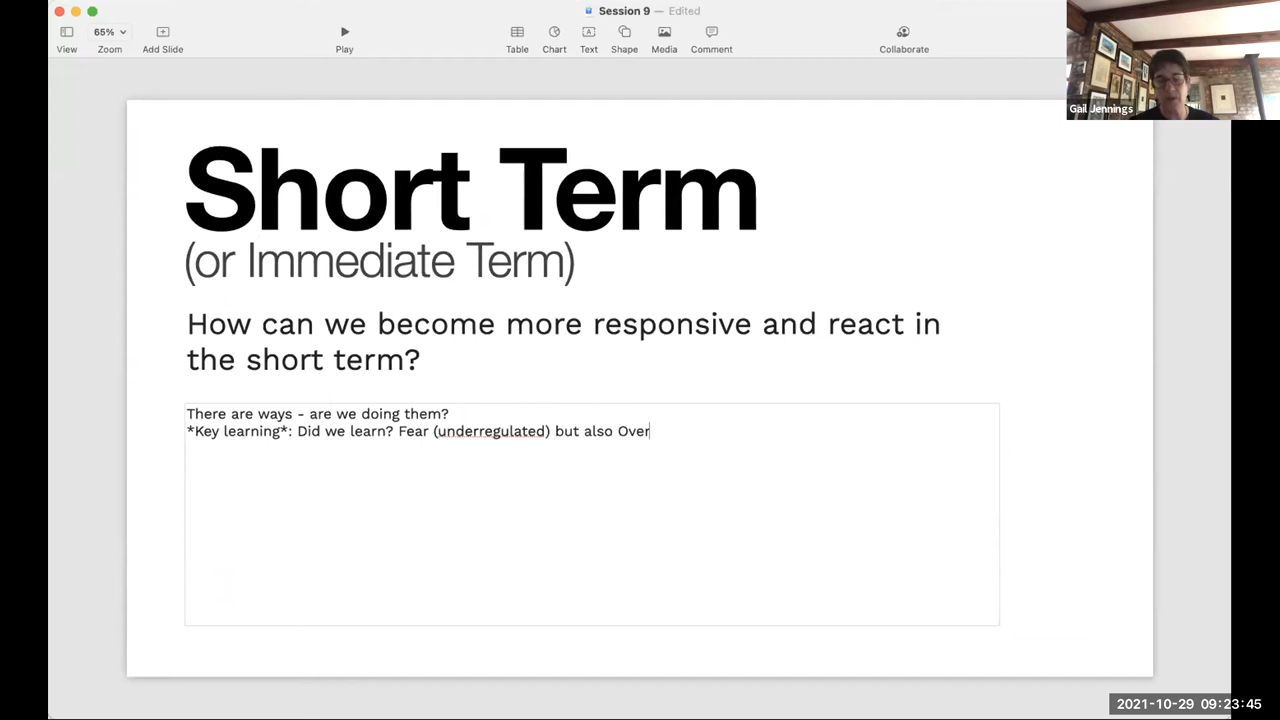 Session 9 — Edited
65%
View
Zoom
Add Slide
Play
Table
Chart
Text
Shape
Media
Comment
Collaborate
Gail Jennings
Short Term
(or Immediate Term)
How can we become more responsive and react in
the short term?
There are ways - are we doing them?
*Key learning*: Did we learn? Fear (underregulated) but also Over
2021-10-29 09:23:45